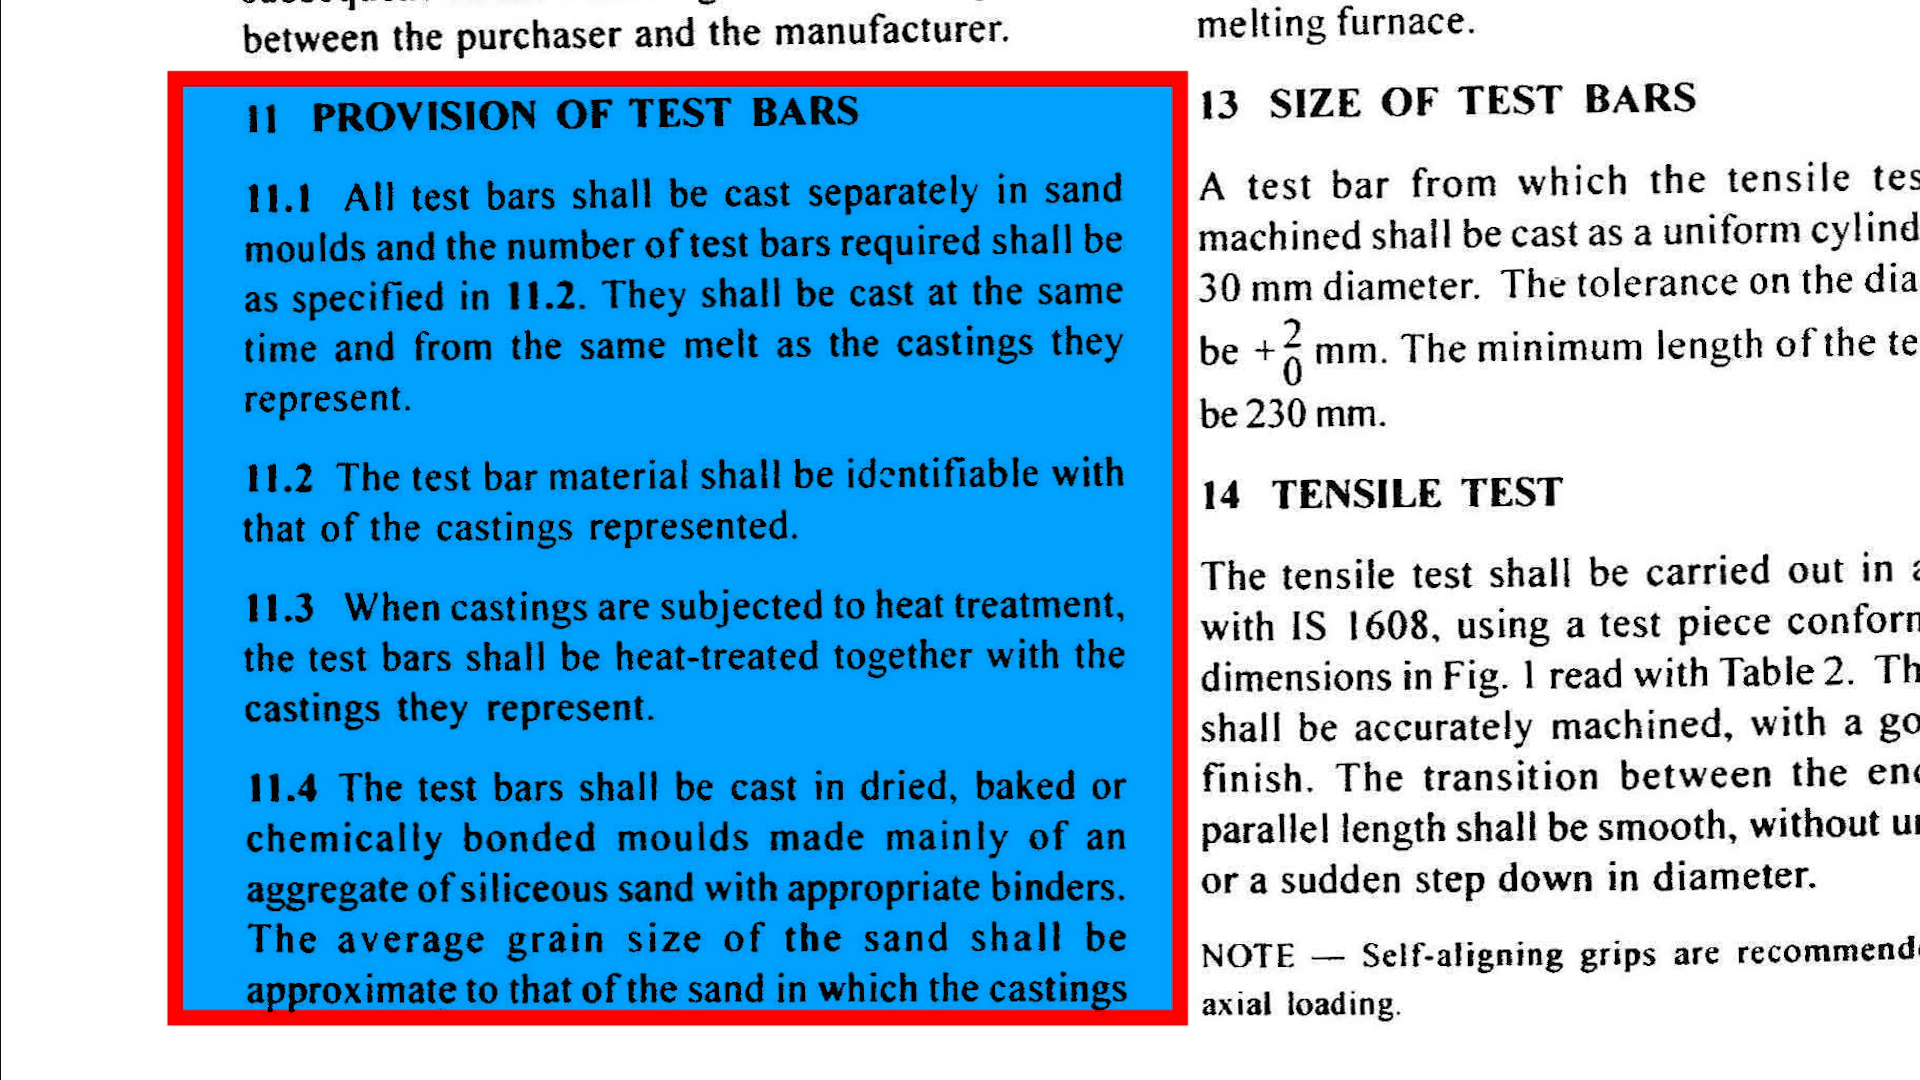 between the purchaser and the manufacturer.
11 PROVISION OF TEST BARS
11.1 All test bars shall be cast separately in sand
moulds and the number of test bars required shall be
as specified in 11.2. They shall be cast at the same
time and from the same melt as the castings they
represent.
11.2 The test bar material shall be identifiable with
that of the castings represented.
11.3 When castings are subjected to heat treatment,
the test bars shall be heat-treated together with the
castings they represent.
11.4 The test bars shall be cast in dried, baked or
chemically bonded moulds made mainly of an
aggregate of siliceous sand with appropriate binders.
The average grain size of the sand shall be
approximate to that of the sand in which the castings
melting furnace.
13 SIZE OF TEST BARS
A test bar from which the tensile tes
machined shall be cast as a uniform cylind
30 mm diameter. The tolerance on the dia
be + 2/0 mm. The minimum length of the te
be 230 mm.
14 TENSILE TEST
The tensile test shall be carried out in a
with IS 1608, using a test piece conform
dimensions in Fig. 1 read with Table 2. Th
shall be accurately machined, with a go
finish. The transition between the en
parallel length shall be smooth, without u
or a sudden step down in diameter.
NOTE — Self-aligning grips are recommend
axial loading.